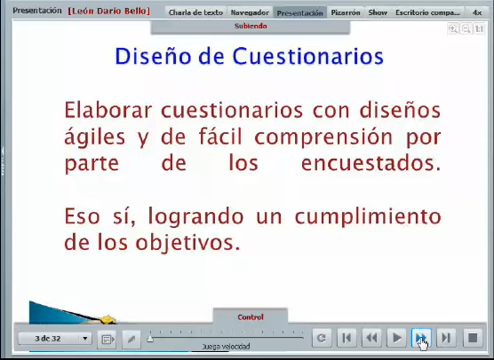 Presentación [León Darío Bello] Charla de texto Navegador Presentación Pizarrón Show Escritorio compa... 4x
Subiendo
Diseño de Cuestionarios
Elaborar cuestionarios con diseños
ágiles y de fácil comprensión por
parte de los encuestados.
Eso sí, logrando un cumplimiento
de los objetivos.
Control
3 de 32
Juega velocidad